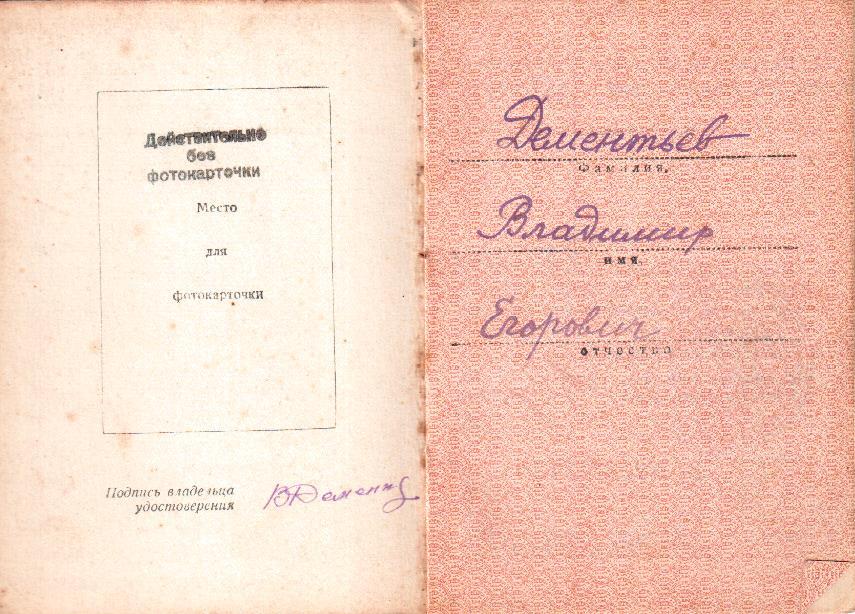 Действительно
без
фотокарточки
Место
для
фотокарточки
Подпись владельца
удостоверения
Дементьев
Фамилия,
Владимир
имя,
Егорович
отчество